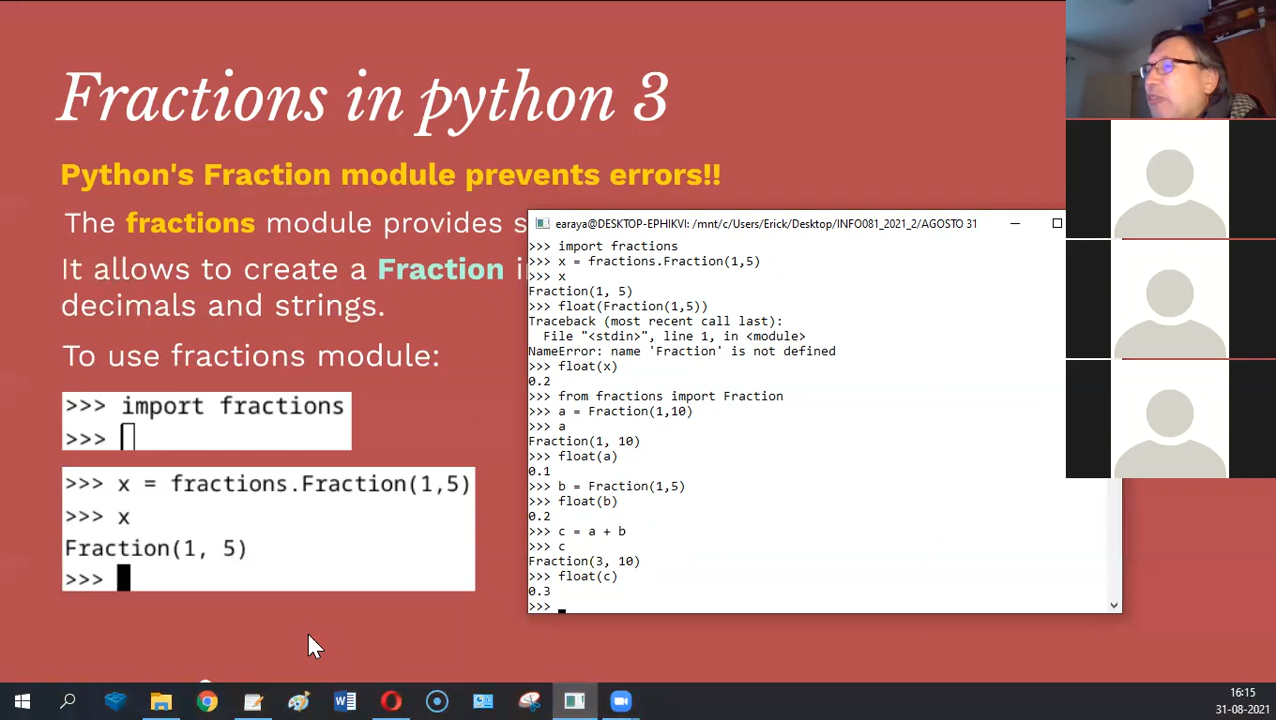 Fractions in python 3
Python's Fraction module prevents errors!!
The fractions module provides s
It allows to create a Fraction i
decimals and strings.
To use fractions module:
>>> import fractions
>>>
>>> x = fractions.Fraction(1,5)
>>> x
Fraction(1, 5)
>>>
earaya@DESKTOP-EPHIKVI: /mnt/c/Users/Erick/Desktop/INFO081_2021_2/AGOSTO 31
>>> import fractions
>>> x = fractions.Fraction(1,5)
>>> x
Fraction(1, 5)
>>> float(Fraction(1,5))
Traceback (most recent call last):
  File "<stdin>", line 1, in <module>
NameError: name 'Fraction' is not defined
>>> float(x)
0.2
>>> from fractions import Fraction
>>> a = Fraction(1,10)
>>> a
Fraction(1, 10)
>>> float(a)
0.1
>>> b = Fraction(1,5)
>>> float(b)
0.2
>>> c = a + b
>>> c
Fraction(3, 10)
>>> float(c)
0.3
>>>
16:15
31-08-2021